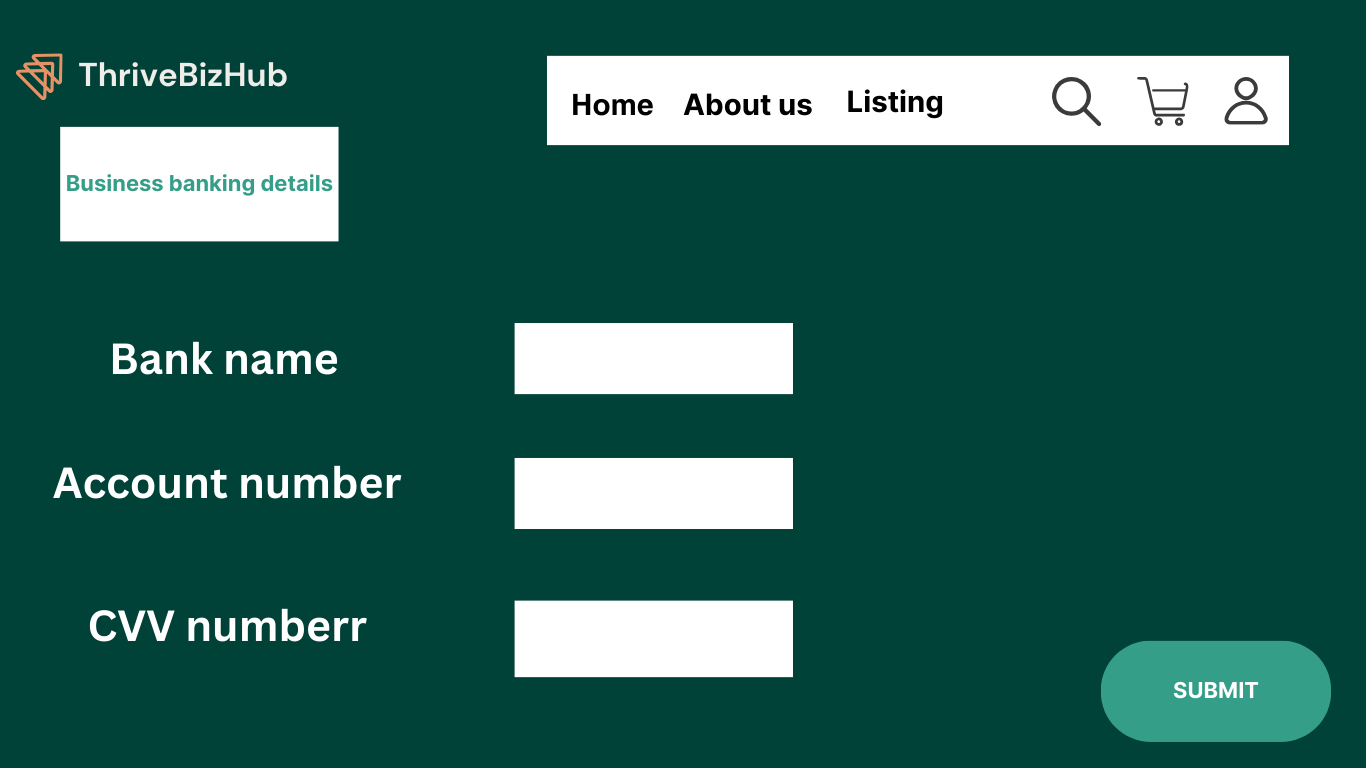 ThriveBizHub
Home About us Listing
Business banking details
Bank name
Account number
CVV numberr
SUBMIT